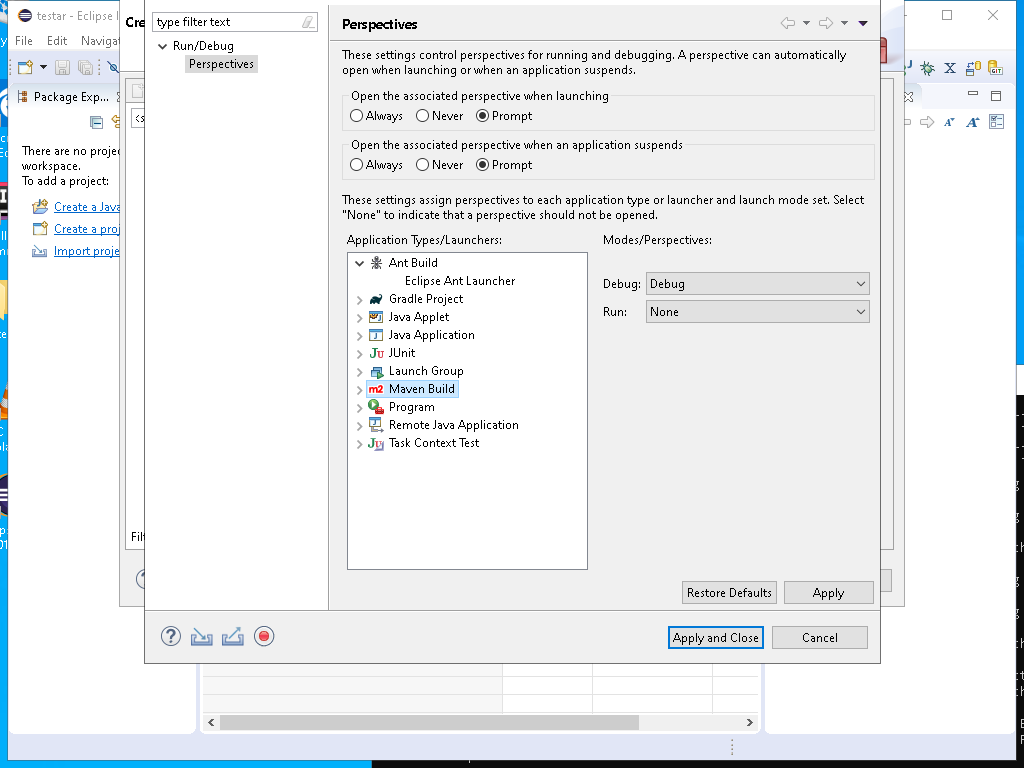 testar - Eclipse I
Cre
File Edit Navigat
Package Exp...
There are no proje
workspace.
To add a project:
Create a Java
Create a proj
Import proje
<s
Filt
type filter text
Run/Debug
Perspectives
Perspectives
These settings control perspectives for running and debugging. A perspective can automatically
open when launching or when an application suspends.
Open the associated perspective when launching
Always Never Prompt
Open the associated perspective when an application suspends
Always Never Prompt
These settings assign perspectives to each application type or launcher and launch mode set. Select
"None" to indicate that a perspective should not be opened.
Application Types/Launchers:
Modes/Perspectives:
Ant Build
Eclipse Ant Launcher
Gradle Project
Java Applet
Java Application
JUnit
Launch Group
m2 Maven Build
Program
Remote Java Application
Task Context Test
Debug: Debug
Run: None
Restore Defaults Apply
Apply and Close Cancel